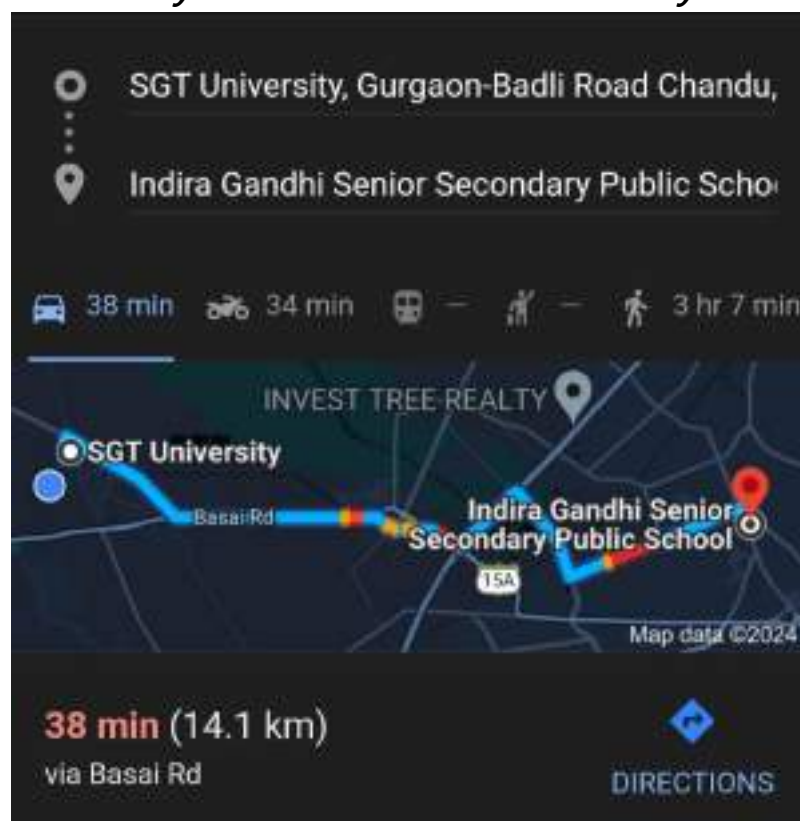 SGT University, Gurgaon-Badli Road Chandu,
Indira Gandhi Senior Secondary Public Scho
38 min 34 min — — 3 hr 7 min
INVEST TREE REALTY
SGT University
Basai Rd
Indira Gandhi Senior
Secondary Public School
15A
Map data ©2024
38 min (14.1 km)
via Basai Rd
DIRECTIONS